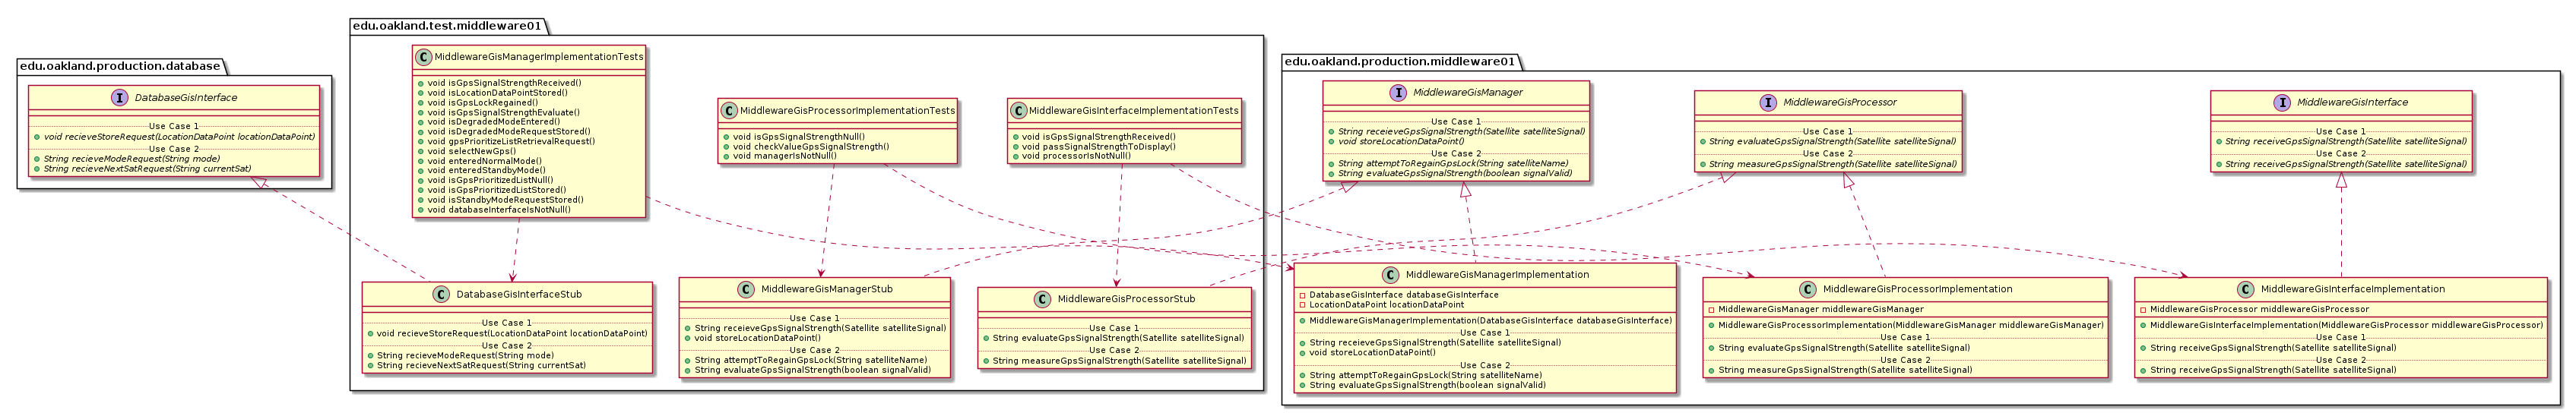 edu.oakland.production.database
I DatabaseGisInterface
Use Case 1
void recieveStoreRequest(LocationDataPoint locationDataPoint)
Use Case 2
String recieveModeRequest(String mode)
String recieveNextSatRequest(String currentSat)
edu.oakland.test.middleware01
C MiddlewareGisManagerImplementationTests
void isGpsSignalStrengthReceived()
void isLocationDataPointStored()
void isGpsLockRegained()
void isGpsSignalStrengthEvaluate()
void isDegradedModeEntered()
void isDegradedModeRequestStored()
void gpsPrioritizeListRetrievalRequest()
void selectNewGps()
void enteredNormalMode()
void enteredStandbyMode()
void isGpsPrioritizedListNull()
void isGpsPrioritizedListStored()
void isStandbyModeRequestStored()
void databaseInterfaceIsNotNull()
C MiddlewareGisProcessorImplementationTests
void isGpsSignalStrengthNull()
void checkValueGpsSignalStrength()
void managerIsNotNull()
C MiddlewareGisInterfaceImplementationTests
void isGpsSignalStrengthReceived()
void passSignalStrengthToDisplay()
void processorIsNotNull()
C DatabaseGisInterfaceStub
Use Case 1
void recieveStoreRequest(LocationDataPoint locationDataPoint)
Use Case 2
String recieveModeRequest(String mode)
String recieveNextSatRequest(String currentSat)
C MiddlewareGisManagerStub
Use Case 1
String receieveGpsSignalStrength(Satellite satelliteSignal)
void storeLocationDataPoint()
Use Case 2
String attemptToRegainGpsLock(String satelliteName)
String evaluateGpsSignalStrength(boolean signalValid)
C MiddlewareGisProcessorStub
Use Case 1
String evaluateGpsSignalStrength(Satellite satelliteSignal)
Use Case 2
String measureGpsSignalStrength(Satellite satelliteSignal)
edu.oakland.production.middleware01
I MiddlewareGisManager
Use Case 1
String receieveGpsSignalStrength(Satellite satelliteSignal)
void storeLocationDataPoint()
Use Case 2
String attemptToRegainGpsLock(String satelliteName)
String evaluateGpsSignalStrength(boolean signalValid)
I MiddlewareGisProcessor
Use Case 1
String evaluateGpsSignalStrength(Satellite satelliteSignal)
Use Case 2
String measureGpsSignalStrength(Satellite satelliteSignal)
I MiddlewareGisInterface
Use Case 1
String receiveGpsSignalStrength(Satellite satelliteSignal)
Use Case 2
String receiveGpsSignalStrength(Satellite satelliteSignal)
C MiddlewareGisManagerImplementation
DatabaseGisInterface databaseGisInterface
LocationDataPoint locationDataPoint
MiddlewareGisManagerImplementation(DatabaseGisInterface databaseGisInterface)
Use Case 1
String receieveGpsSignalStrength(Satellite satelliteSignal)
void storeLocationDataPoint()
Use Case 2
String attemptToRegainGpsLock(String satelliteName)
String evaluateGpsSignalStrength(boolean signalValid)
C MiddlewareGisProcessorImplementation
MiddlewareGisManager middlewareGisManager
MiddlewareGisProcessorImplementation(MiddlewareGisManager middlewareGisManager)
Use Case 1
String evaluateGpsSignalStrength(Satellite satelliteSignal)
Use Case 2
String measureGpsSignalStrength(Satellite satelliteSignal)
C MiddlewareGisInterfaceImplementation
MiddlewareGisProcessor middlewareGisProcessor
MiddlewareGisInterfaceImplementation(MiddlewareGisProcessor middlewareGisProcessor)
Use Case 1
String receiveGpsSignalStrength(Satellite satelliteSignal)
Use Case 2
String receiveGpsSignalStrength(Satellite satelliteSignal)